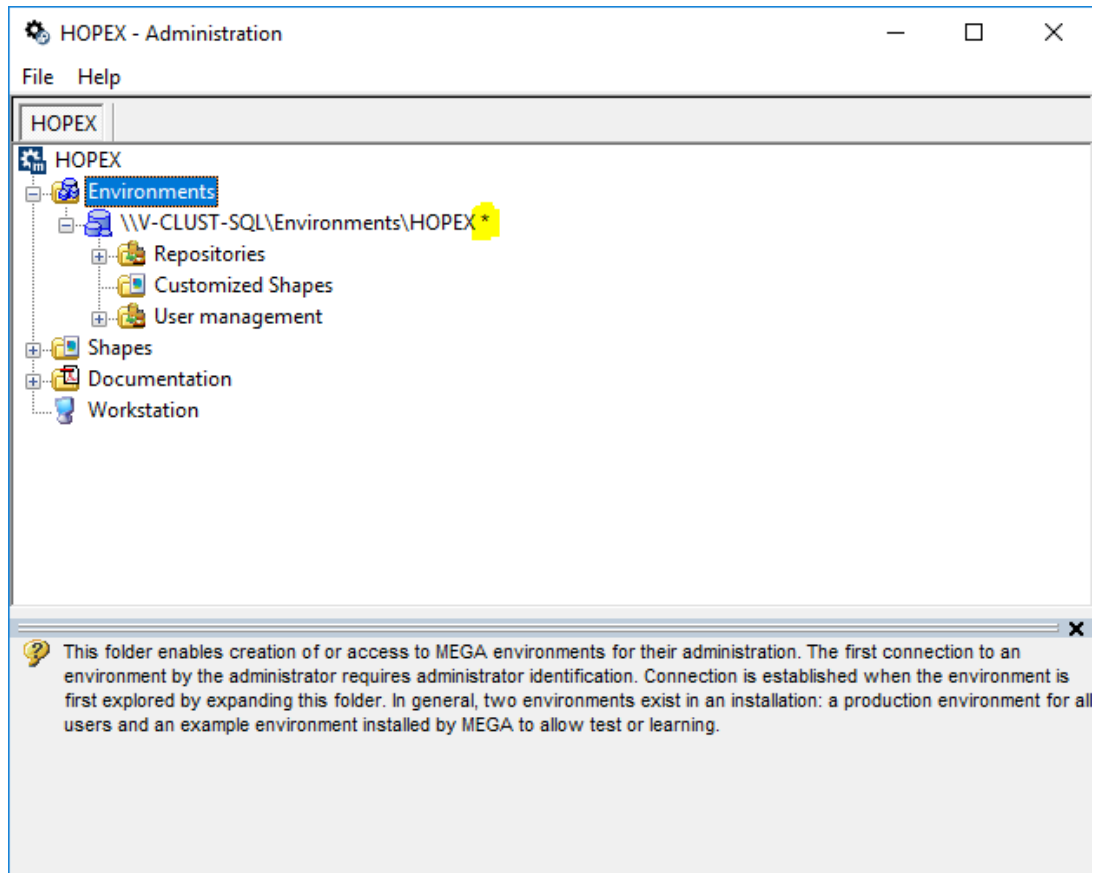 HOPEX - Administration
File Help
HOPEX
HOPEX
Environments
\\V-CLUST-SQL\Environments\HOPEX *
Repositories
Customized Shapes
User management
Shapes
Documentation
Workstation
This folder enables creation of or access to MEGA environments for their administration. The first connection to an
environment by the administrator requires administrator identification. Connection is established when the environment is
first explored by expanding this folder. In general, two environments exist in an installation: a production environment for all
users and an example environment installed by MEGA to allow test or learning.